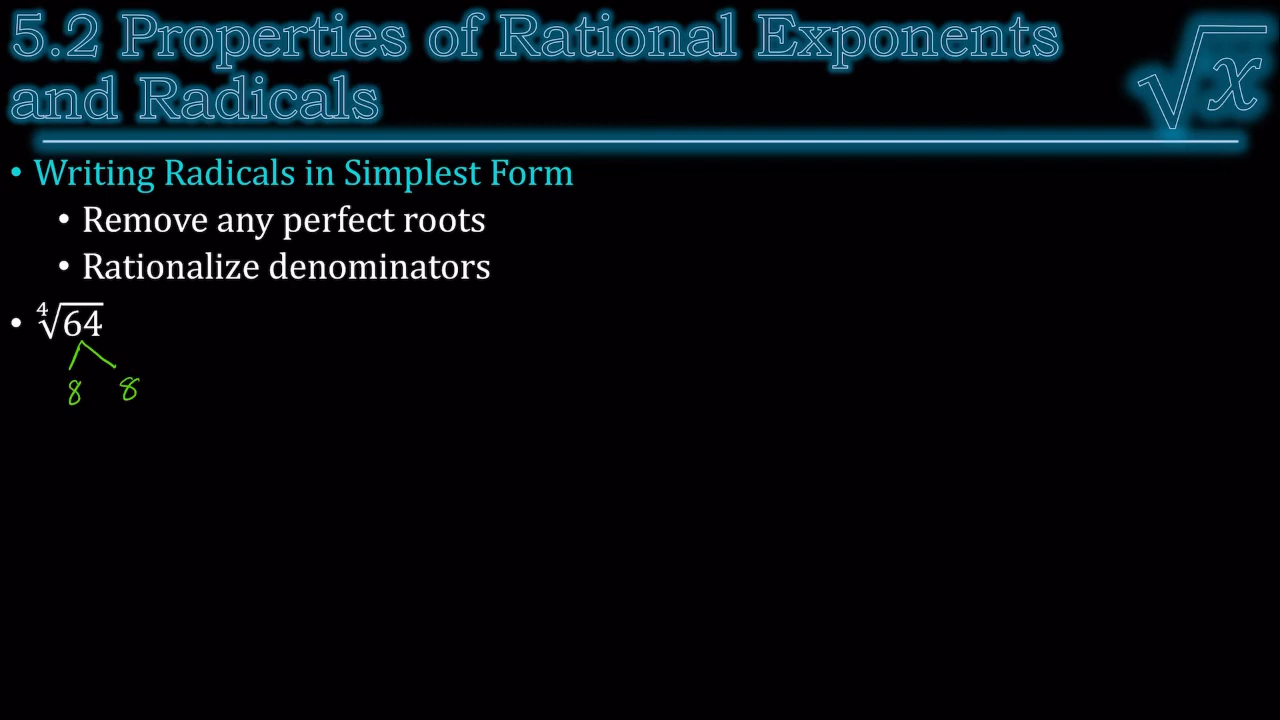 5.2 Properties of Rational Exponents
and Radicals
√x
• Writing Radicals in Simplest Form
• Remove any perfect roots
• Rationalize denominators
• ∜64
8 8